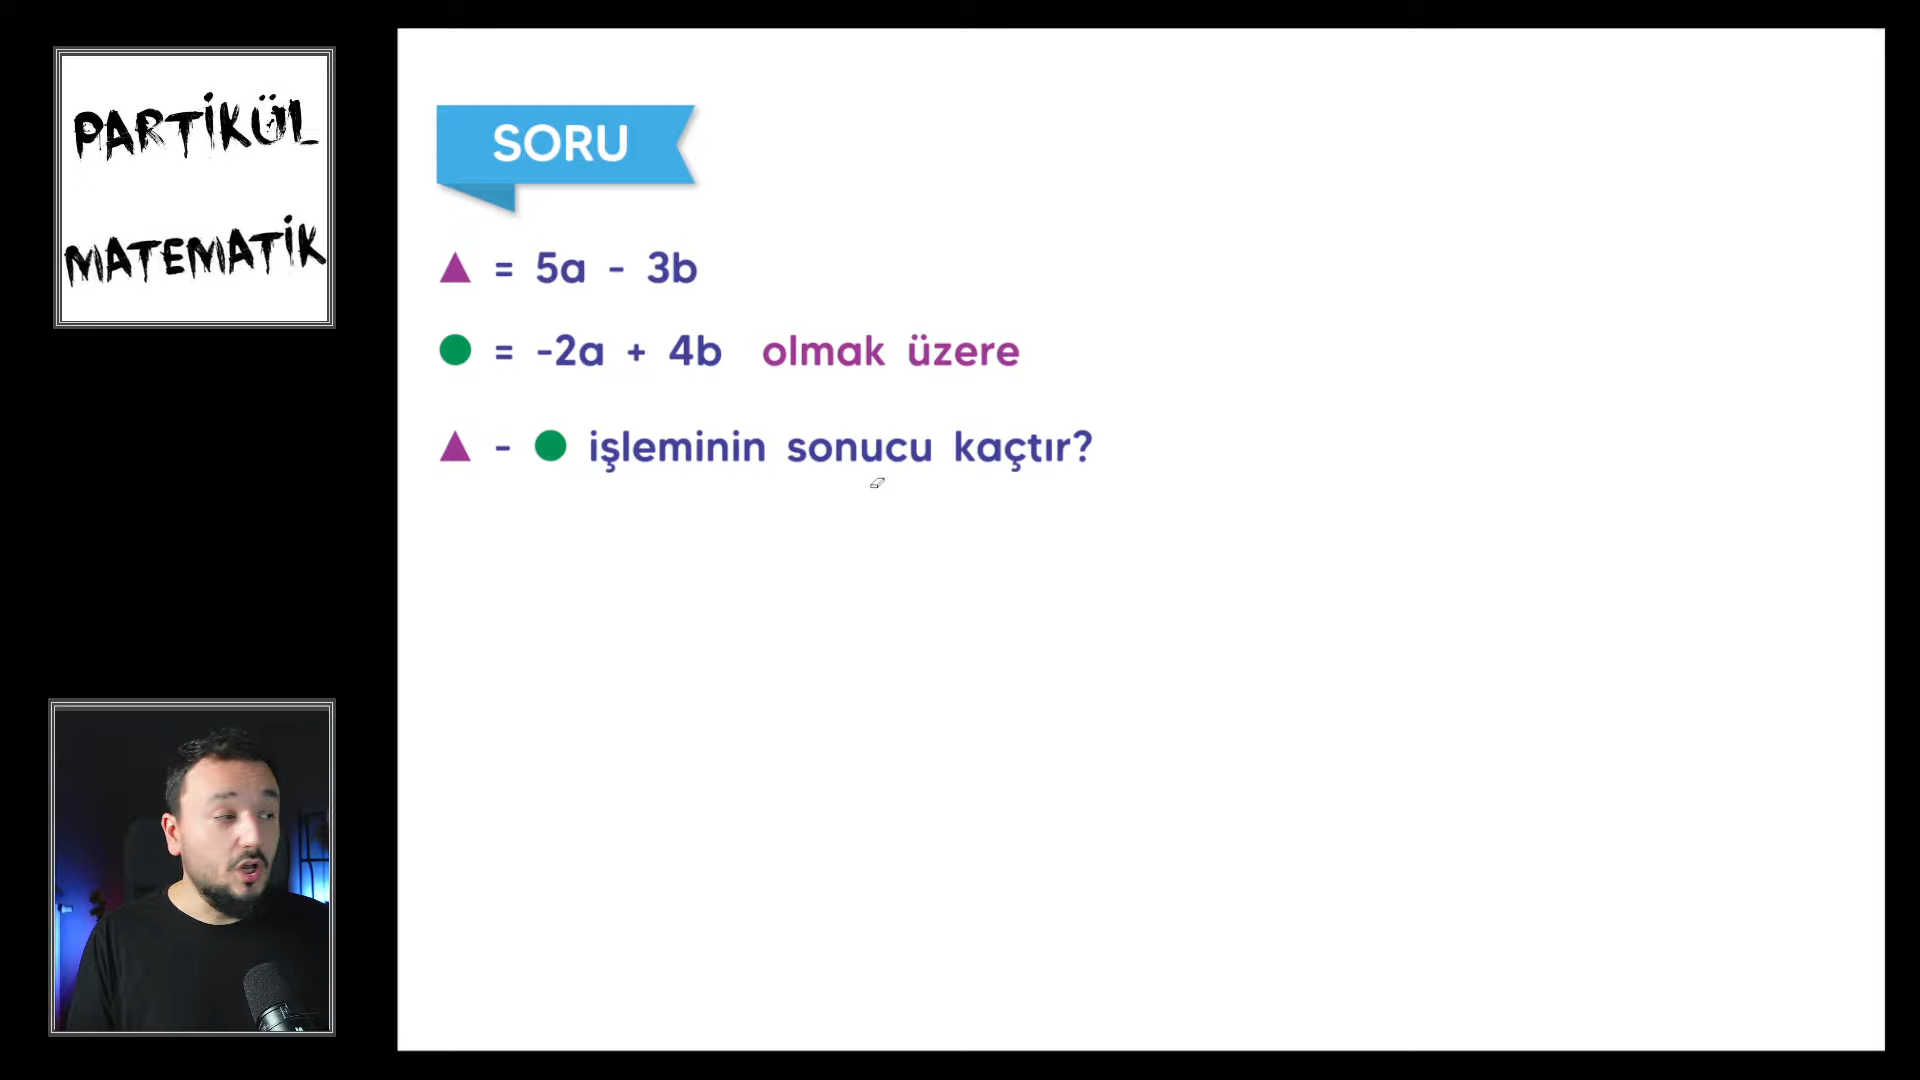 PARTİKÜL
MATEMATİK
SORU
▲ = 5a - 3b
● = -2a + 4b olmak üzere
▲ - ● işleminin sonucu kaçtır?